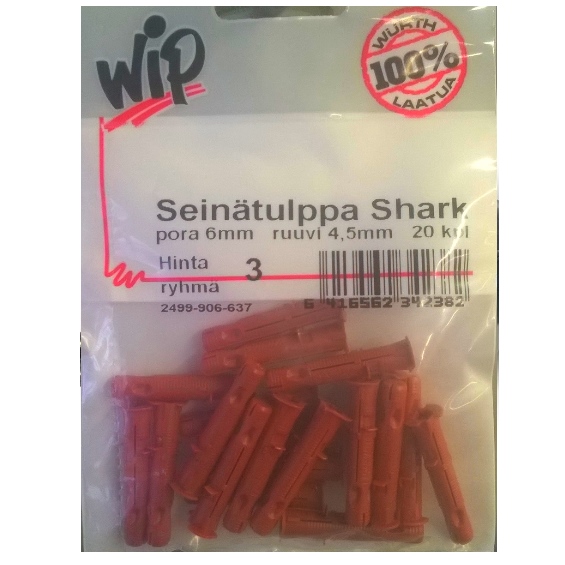 wip
WÜRTH
100%
LAATUA
Seinätulppa Shark
pora 6mm ruuvi 4,5mm 20 kpl
Hinta
ryhmä 3
2499-906-637
6 416562 342382